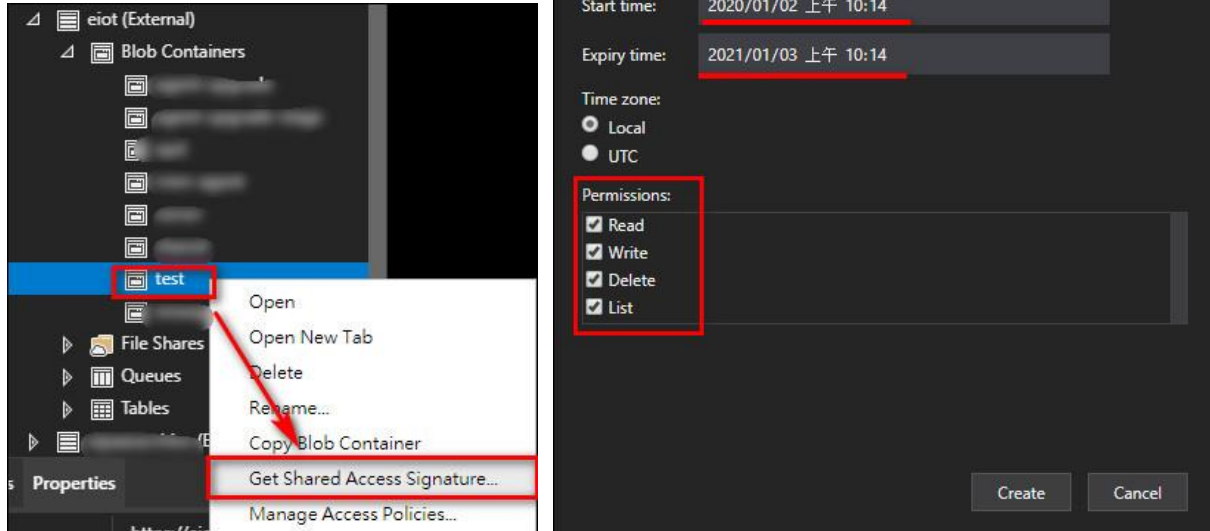 eiot (External)
Blob Containers
test
Open
Open New Tab
Delete
Rename...
Copy Blob Container
Get Shared Access Signature...
Manage Access Policies...
File Shares
Queues
Tables
Properties
Start time: 2020/01/02 上午 10:14
Expiry time: 2021/01/03 上午 10:14
Time zone:
Local
UTC
Permissions:
Read
Write
Delete
List
Create Cancel